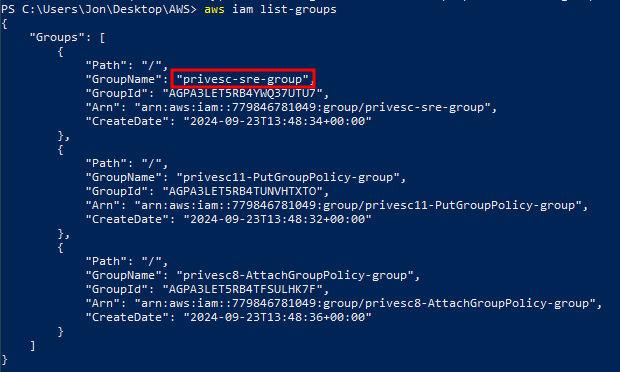 PS C:\Users\Jon\Desktop\AWS> aws iam list-groups
{
    "Groups": [
        {
            "Path": "/",
            "GroupName": "privesc-sre-group",
            "GroupId": "AGPA3LET5RB4YWQ37UTU7",
            "Arn": "arn:aws:iam::779846781049:group/privesc-sre-group",
            "CreateDate": "2024-09-23T13:48:34+00:00"
        },
        {
            "Path": "/",
            "GroupName": "privesc11-PutGroupPolicy-group",
            "GroupId": "AGPA3LET5RB4TUNVHTXTO",
            "Arn": "arn:aws:iam::779846781049:group/privesc11-PutGroupPolicy-group",
            "CreateDate": "2024-09-23T13:48:32+00:00"
        },
        {
            "Path": "/",
            "GroupName": "privesc8-AttachGroupPolicy-group",
            "GroupId": "AGPA3LET5RB4TFSULHK7F",
            "Arn": "arn:aws:iam::779846781049:group/privesc8-AttachGroupPolicy-group",
            "CreateDate": "2024-09-23T13:48:36+00:00"
        }
    ]
}